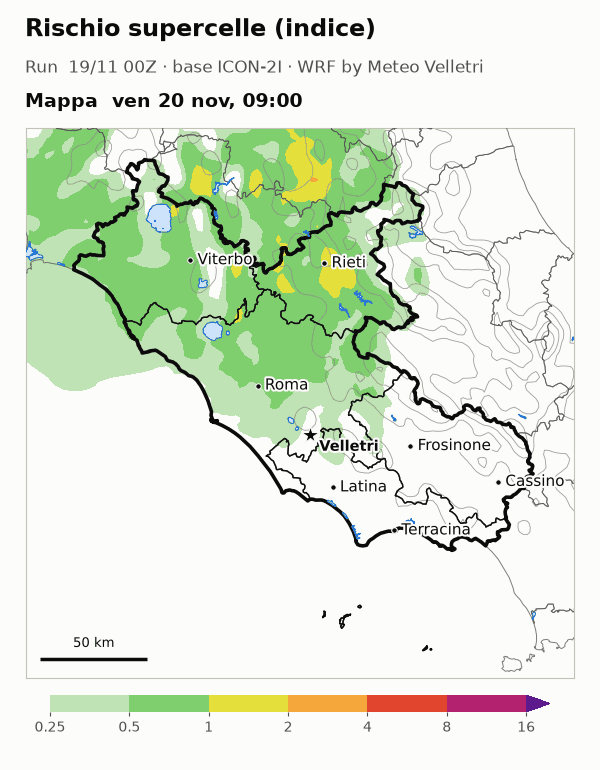 Rischio supercelle (indice)
Run  19/11 00Z · base ICON-2I · WRF by Meteo Velletri
Mappa  ven 20 nov, 09:00
Viterbo
Rieti
Roma
Velletri
Frosinone
Latina
Cassino
Terracina
50 km
0.25 0.5 1 2 4 8 16